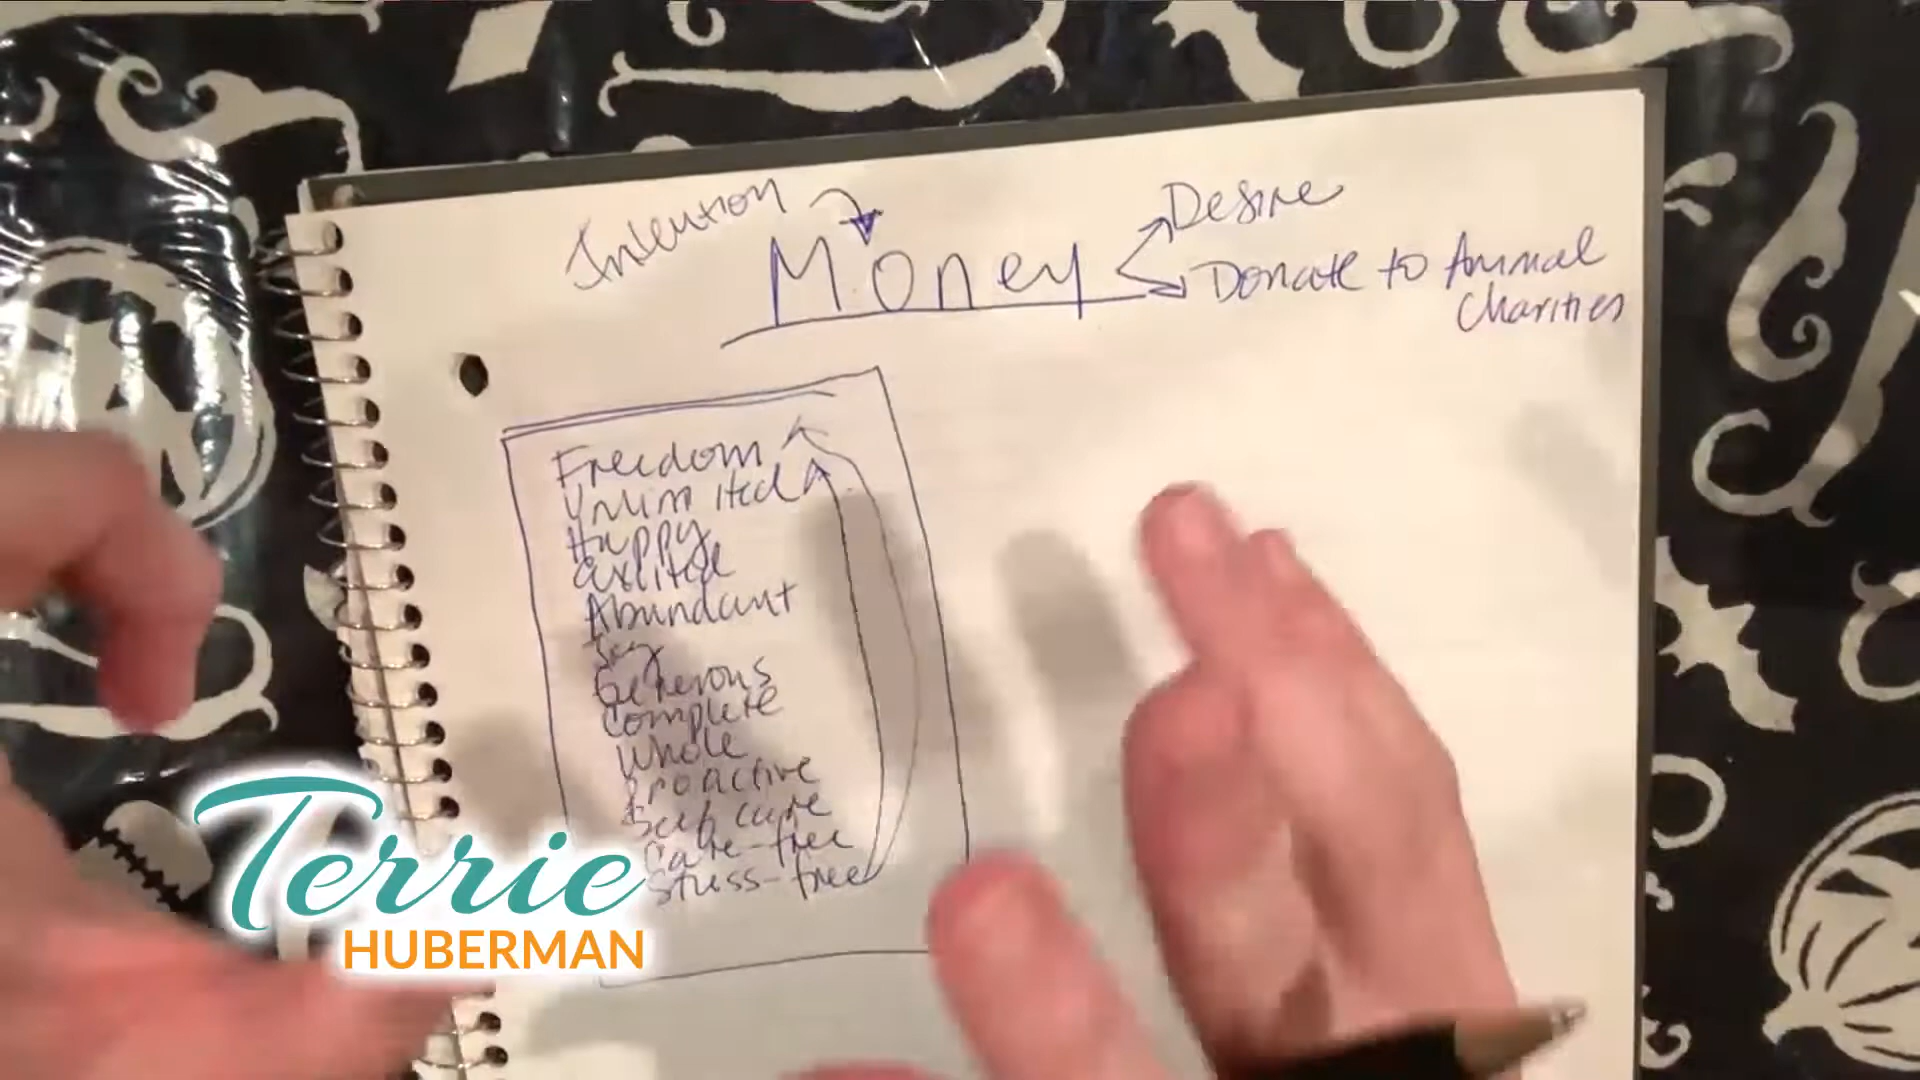 Intention
Money
Desire
Donate to Animal
Charities
Freedom
Unlimited
Happy
Excited
Abundant
Joy
Generous
Complete
Whole
Proactive
Self care
Care-free
Stress-free
Terrie
HUBERMAN